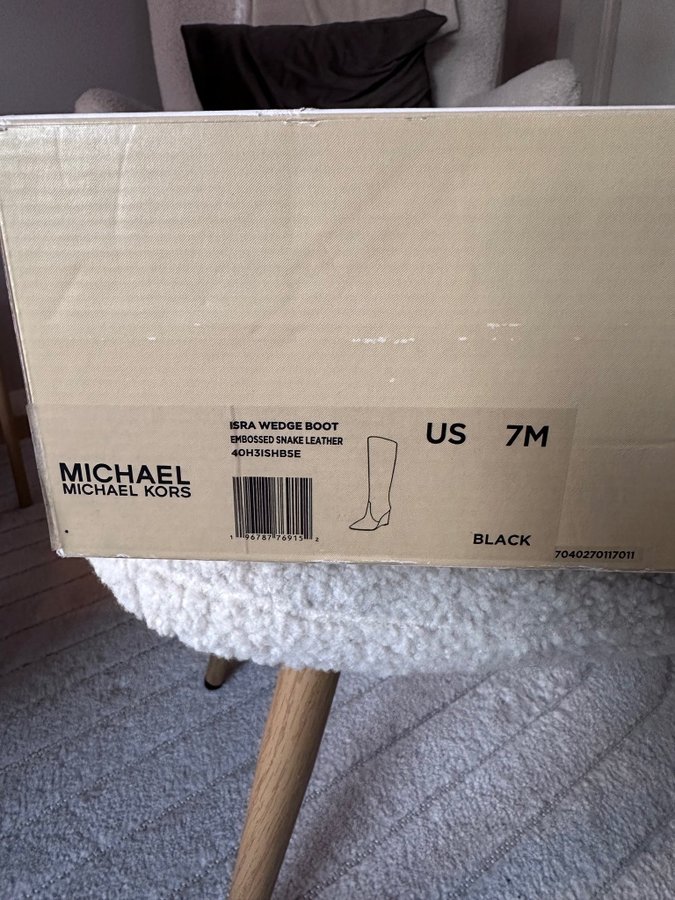 ISRA WEDGE BOOT
EMBOSSED SNAKE LEATHER
40H3ISHB5E
US 7M
MICHAEL
MICHAEL KORS
1 96787 76915 2
BLACK
7040270117011